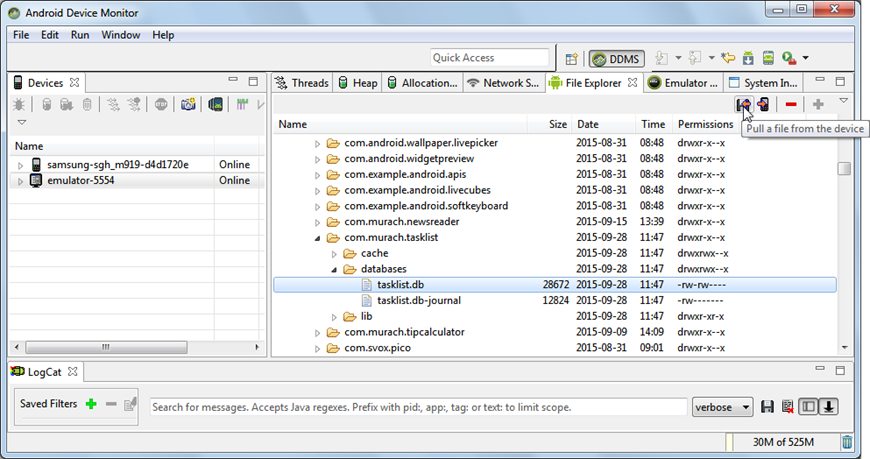 Android Device Monitor
File Edit Run Window Help
Quick Access
DDMS
Devices
Threads Heap Allocation... Network S... File Explorer Emulator ... System In...
Pull a file from the device
Name
samsung-sgh_m919-d4d1720e Online
emulator-5554 Online
Name Size Date Time Permissions
com.android.wallpaper.livepicker 2015-08-31 08:48 drwxr-x--x
com.android.widgetpreview 2015-08-31 08:48 drwxr-x--x
com.example.android.apis 2015-08-31 08:48 drwxr-x--x
com.example.android.livecubes 2015-08-31 08:48 drwxr-x--x
com.example.android.softkeyboard 2015-08-31 08:48 drwxr-x--x
com.murach.newsreader 2015-09-15 13:39 drwxr-x--x
com.murach.tasklist 2015-09-28 11:47 drwxr-x--x
cache 2015-09-28 11:47 drwxrwx--x
databases 2015-09-28 11:47 drwxrwx--x
tasklist.db 28672 2015-09-28 11:47 -rw-rw----
tasklist.db-journal 12824 2015-09-28 11:47 -rw-------
lib 2015-09-28 11:47 drwxr-xr-x
com.murach.tipcalculator 2015-09-09 14:09 drwxr-x--x
com.svox.pico 2015-08-31 09:01 drwxr-x--x
LogCat
Saved Filters
Search for messages. Accepts Java regexes. Prefix with pid:, app:, tag: or text: to limit scope.
verbose
30M of 525M